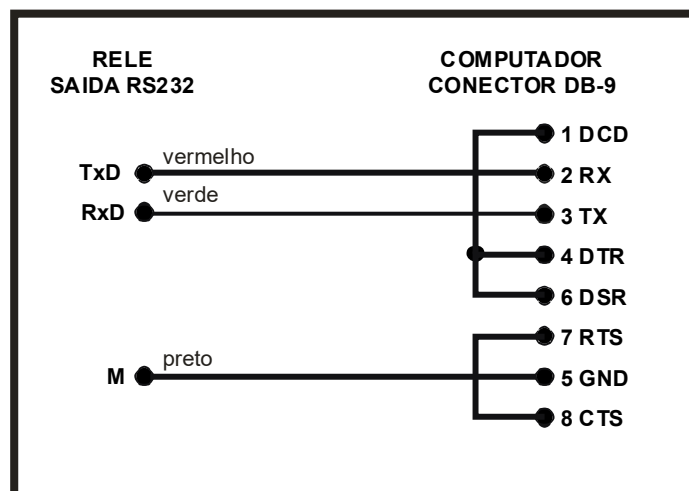 RELE
SAIDA RS232
COMPUTADOR
CONECTOR DB-9
1 DCD
TxD
vermelho
2 RX
RxD
verde
3 TX
4 DTR
6 DSR
7 RTS
M
preto
5 GND
8 CTS